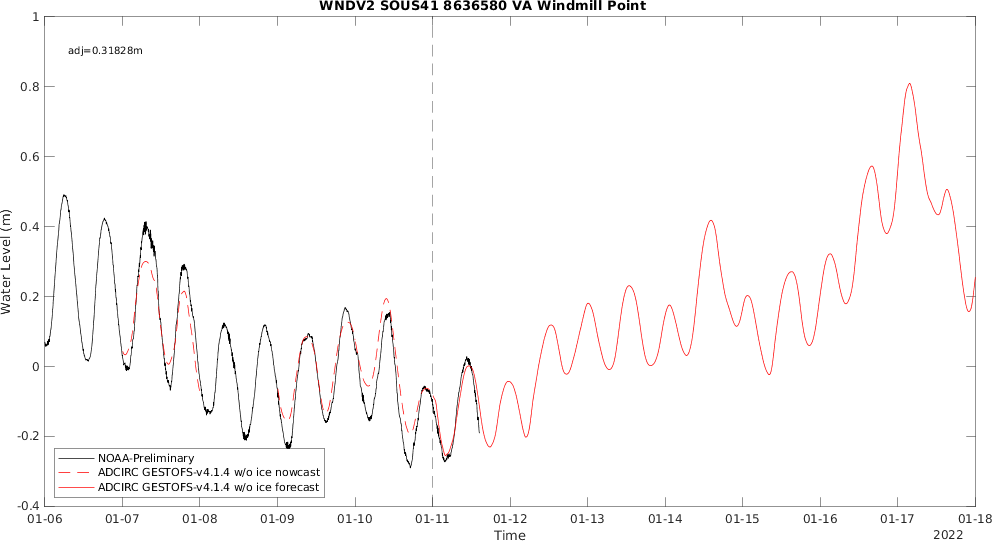 WNDV2 SOUS41 8636580 VA Windmill Point
adj=0.31828m
Water Level (m)
1
0.8
0.6
0.4
0.2
0
-0.2
-0.4
NOAA-Preliminary
ADCIRC GESTOFS-v4.1.4 w/o ice nowcast
ADCIRC GESTOFS-v4.1.4 w/o ice forecast
01-06 01-07 01-08 01-09 01-10 01-11 01-12 01-13 01-14 01-15 01-16 01-17 01-18
Time
2022